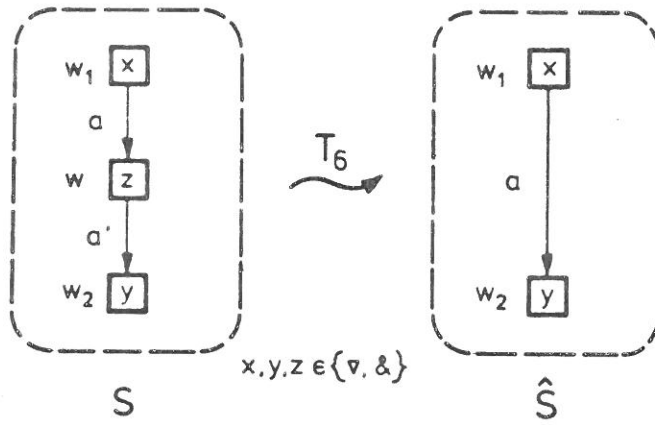 w₁ x
a
w z
a'
w₂ y
S
T₆
x, y, z ∈ {∇, &}
w₁ x
a
w₂ y
Ŝ